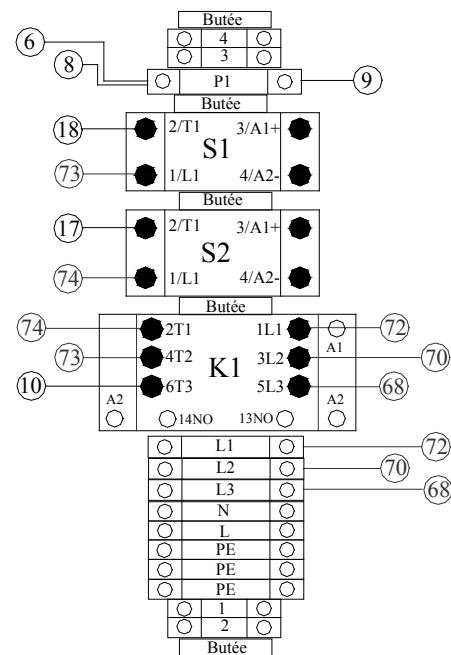 Butée
4
3
6
8
P1
9
Butée
18
2/T1
3/A1+
S1
73
1/L1
4/A2-
Butée
17
2/T1
3/A1+
S2
74
1/L1
4/A2-
Butée
74
2T1
1L1
72
A1
73
4T2
K1
3L2
70
10
6T3
5L3
68
A2
A2
14NO
13NO
L1
72
L2
70
L3
68
N
L
PE
PE
PE
1
2
Butée